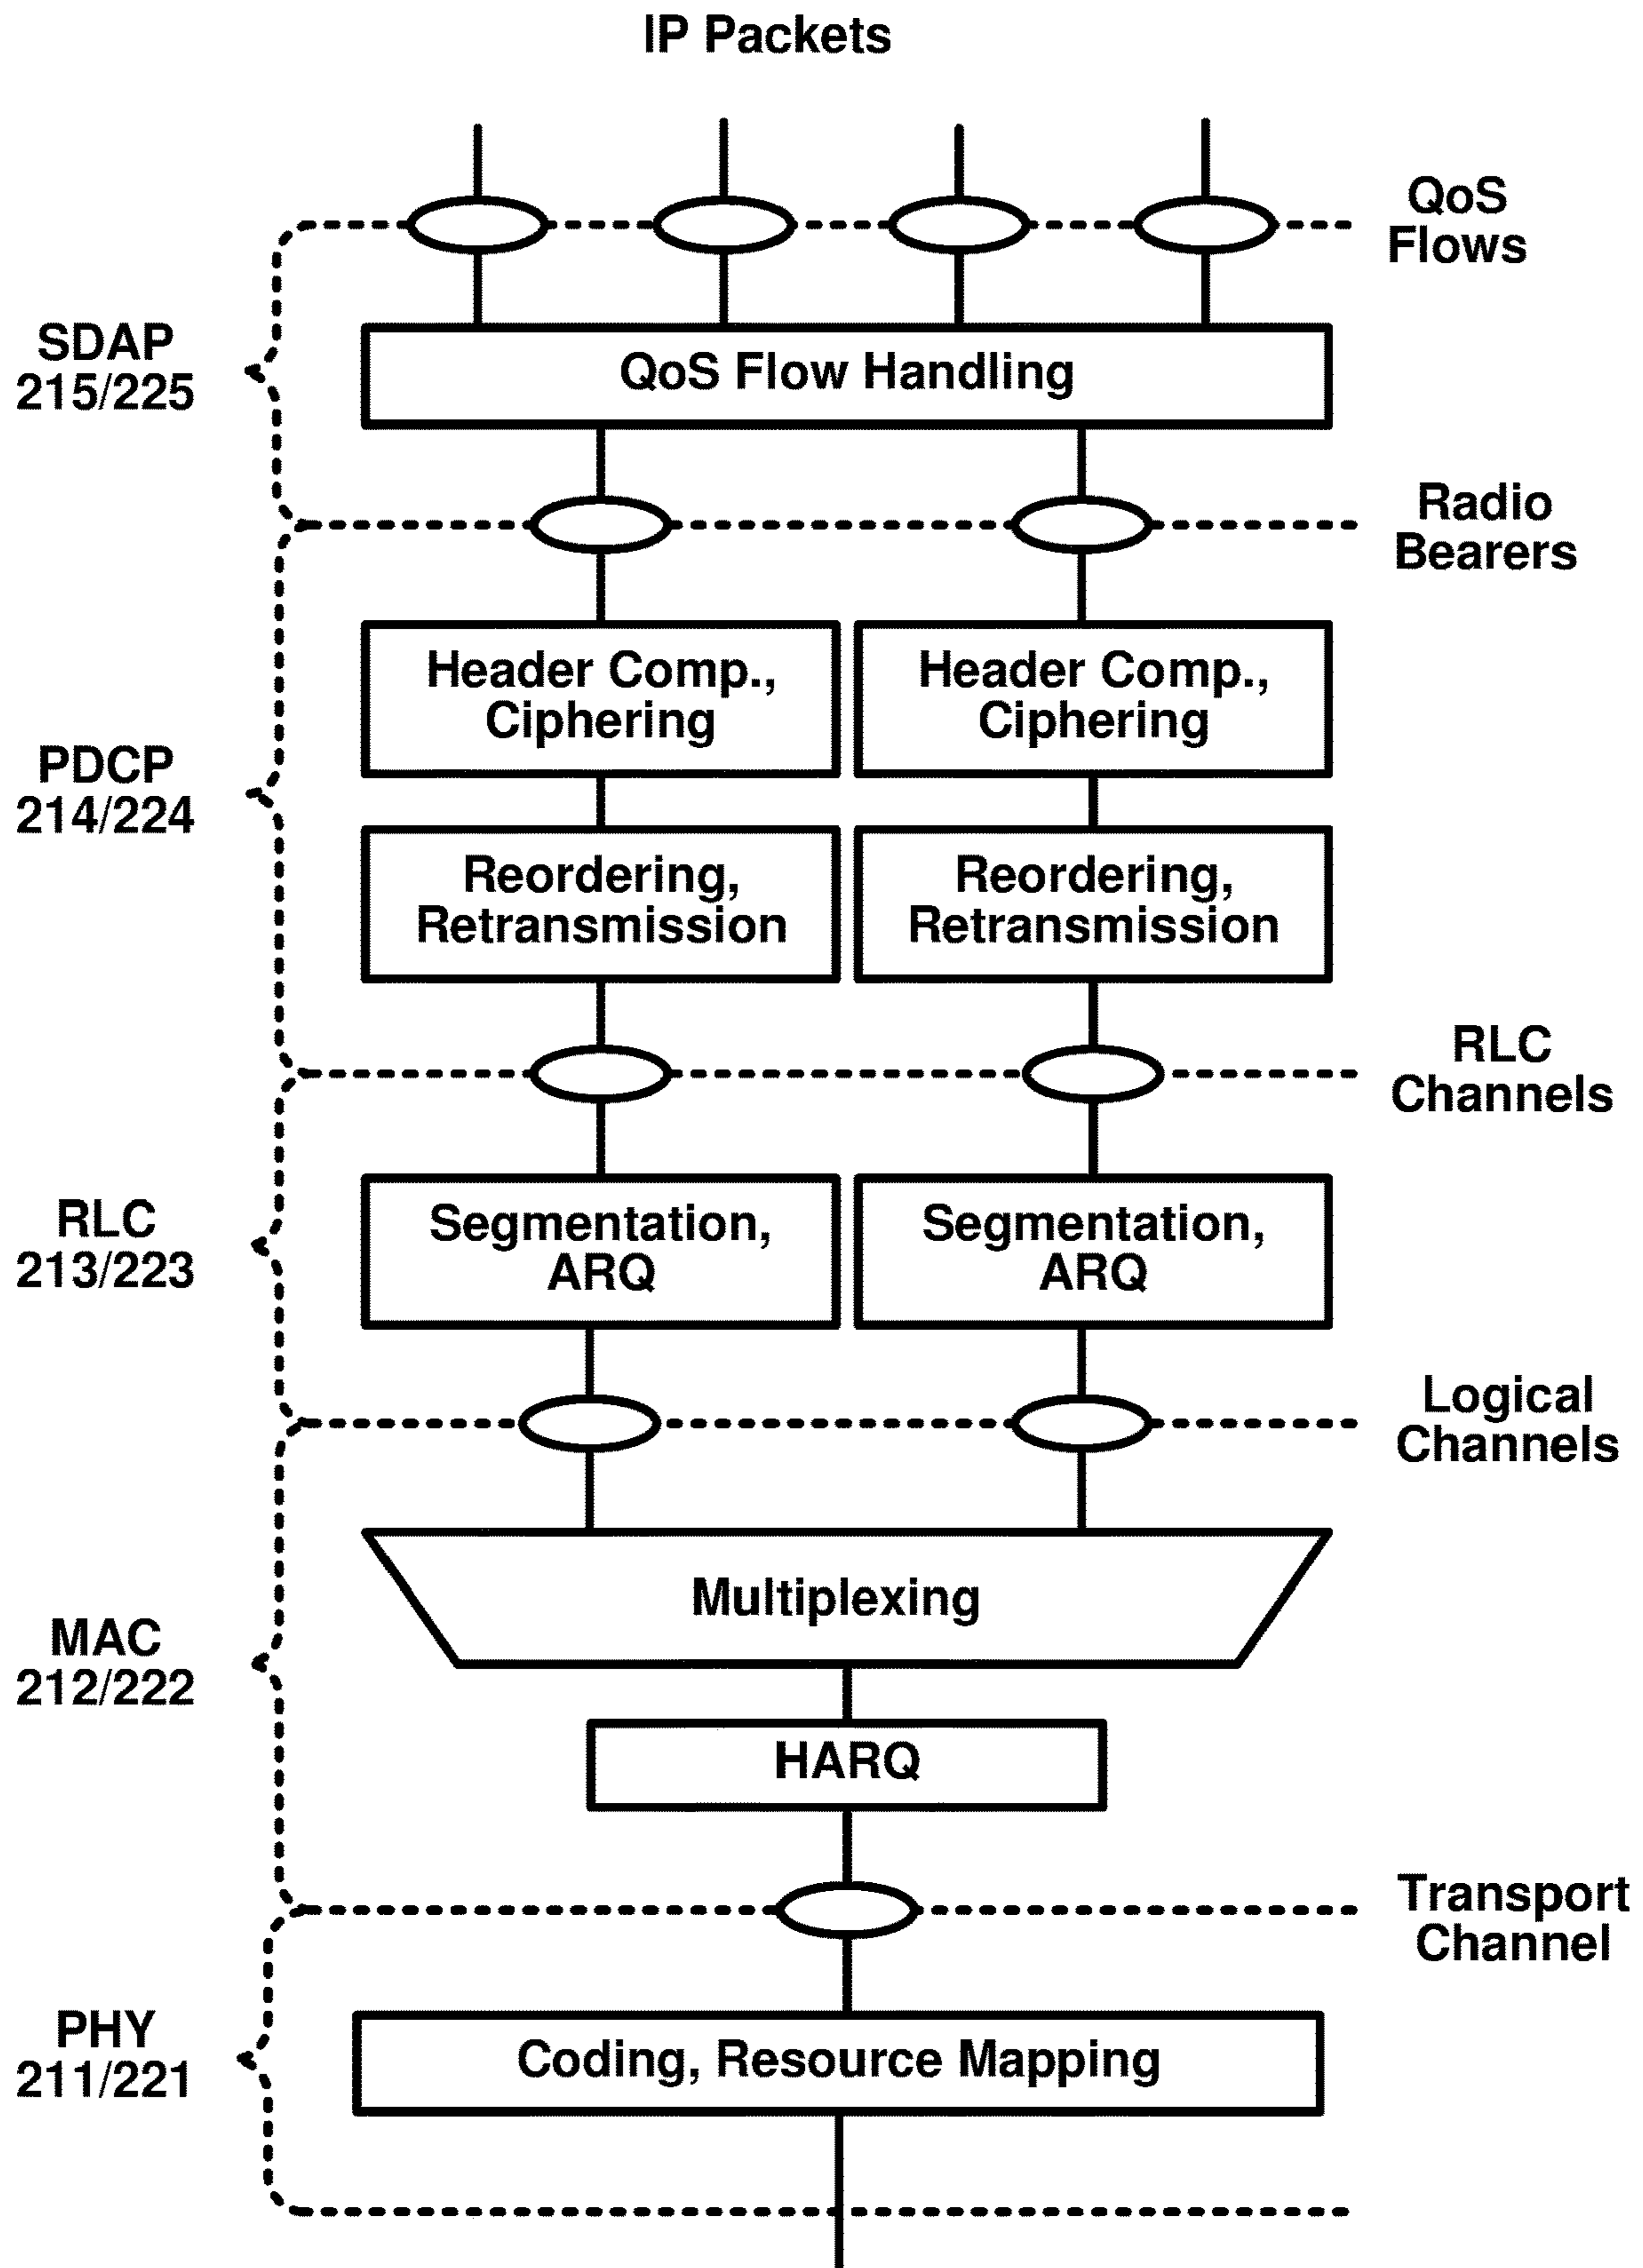 IP Packets
QoS
Flows
SDAP
215/225
QoS Flow Handling
Radio
Bearers
Header Comp.,
Ciphering
Header Comp.,
Ciphering
PDCP
214/224
Reordering,
Retransmission
Reordering,
Retransmission
RLC
Channels
RLC
213/223
Segmentation,
ARQ
Segmentation,
ARQ
Logical
Channels
Multiplexing
MAC
212/222
HARQ
Transport
Channel
PHY
211/221
Coding, Resource Mapping